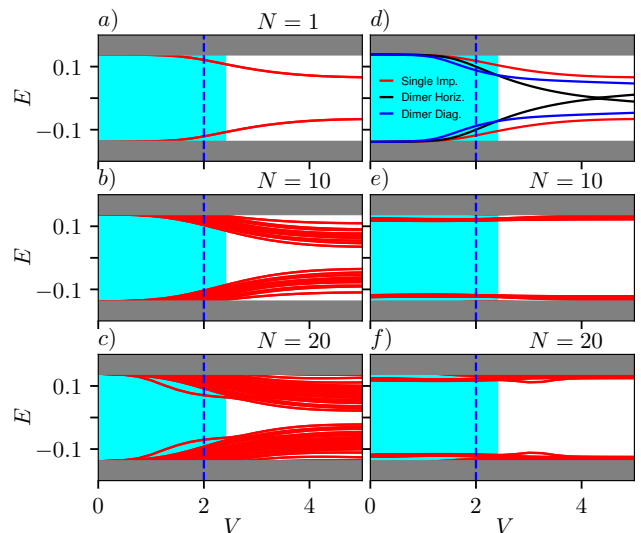 a) N = 1 d)
E 0.1 −0.1
Single Imp.
Dimer Horiz.
Dimer Diag.
b) N = 10 e) N = 10
E 0.1 −0.1
c) N = 20 f) N = 20
E 0.1 −0.1
0 2 4 0 2 4
V V